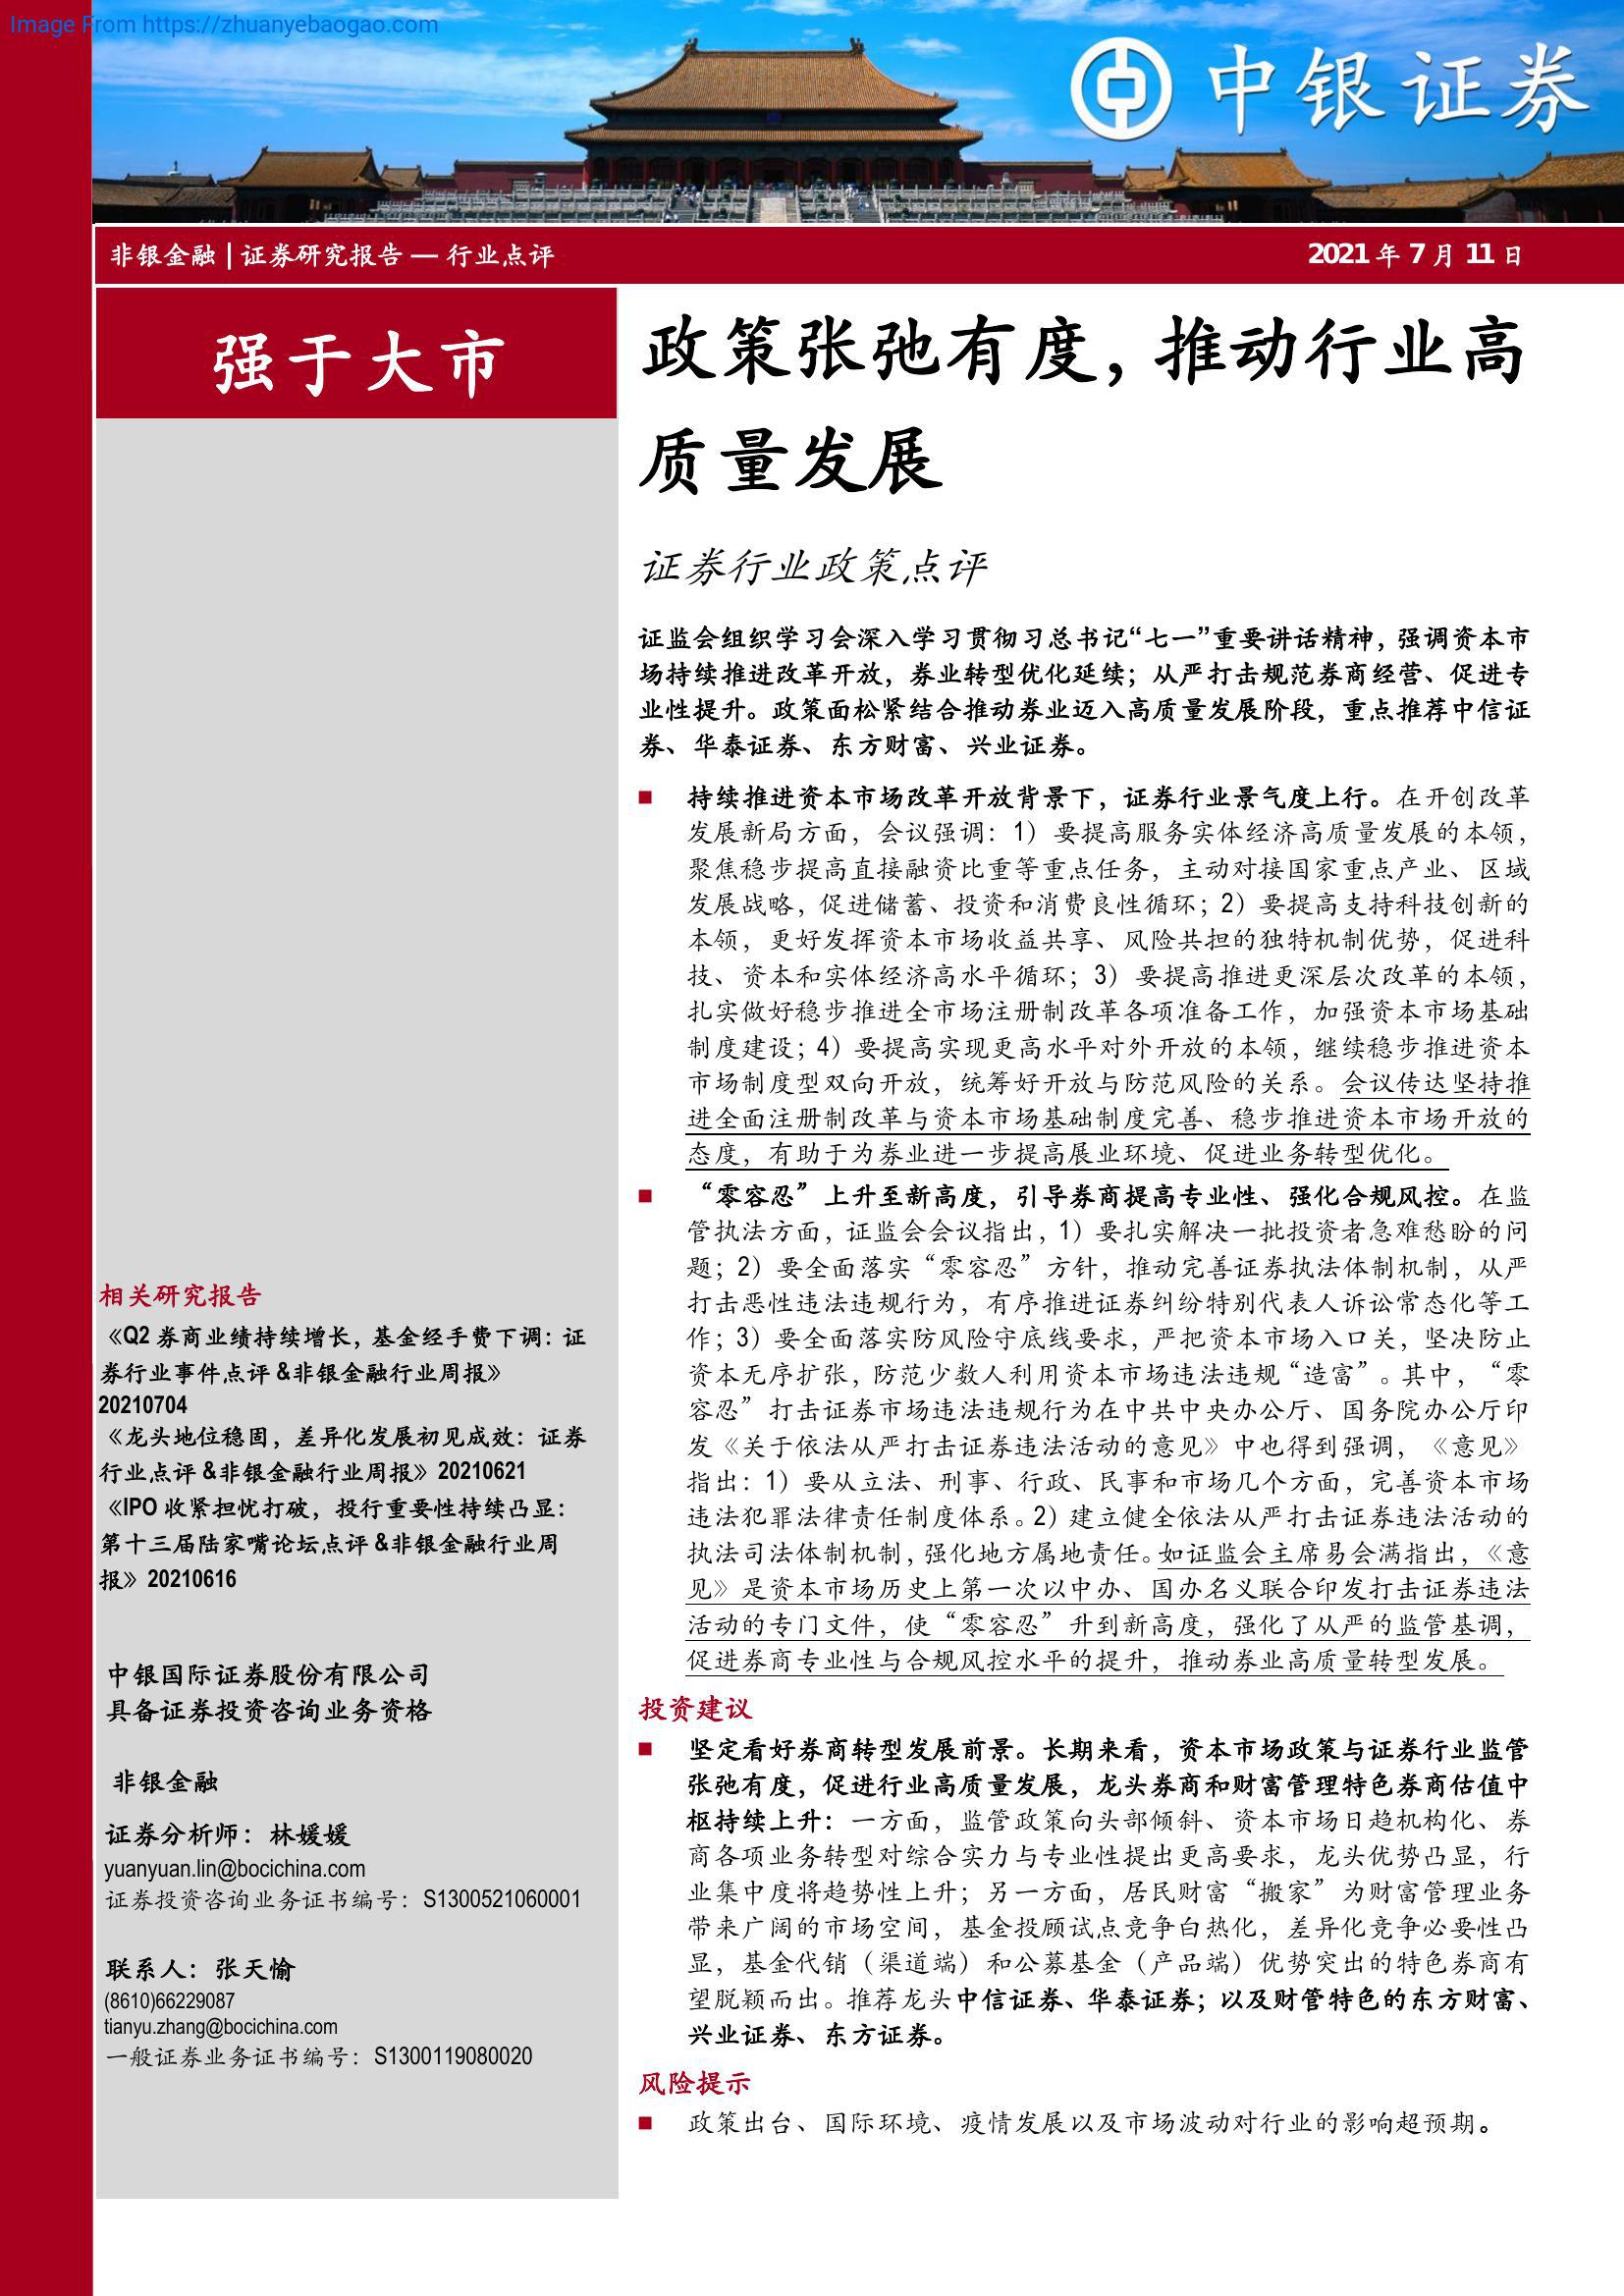 Image From https://zhuanyebaogao.com
中银证券
非银金融 | 证券研究报告 — 行业点评
2021 年 7 月 11 日
强于大市
政策张弛有度，推动行业高
质量发展
证券行业政策点评
证监会组织学习会深入学习贯彻习总书记“七一”重要讲话精神，强调资本市
场持续推进改革开放，券业转型优化延续；从严打击规范券商经营、促进专
业性提升。政策面松紧结合推动券业迈入高质量发展阶段，重点推荐中信证
券、华泰证券、东方财富、兴业证券。
■ 持续推进资本市场改革开放背景下，证券行业景气度上行。在开创改革
发展新局方面，会议强调：1）要提高服务实体经济高质量发展的本领，
聚焦稳步提高直接融资比重等重点任务，主动对接国家重点产业、区域
发展战略，促进储蓄、投资和消费良性循环；2）要提高支持科技创新的
本领，更好发挥资本市场收益共享、风险共担的独特机制优势，促进科
技、资本和实体经济高水平循环；3）要提高推进更深层次改革的本领，
扎实做好稳步推进全市场注册制改革各项准备工作，加强资本市场基础
制度建设；4）要提高实现更高水平对外开放的本领，继续稳步推进资本
市场制度型双向开放，统筹好开放与防范风险的关系。会议传达坚持推
进全面注册制改革与资本市场基础制度完善、稳步推进资本市场开放的
态度，有助于为券业进一步提高展业环境、促进业务转型优化。
■ “零容忍”上升至新高度，引导券商提高专业性、强化合规风控。在监
管执法方面，证监会会议指出，1）要扎实解决一批投资者急难愁盼的问
题；2）要全面落实“零容忍”方针，推动完善证券执法体制机制，从严
打击恶性违法违规行为，有序推进证券纠纷特别代表人诉讼常态化等工
作；3）要全面落实防风险守底线要求，严把资本市场入口关，坚决防止
资本无序扩张，防范少数人利用资本市场违法违规“造富”。其中，“零
容忍”打击证券市场违法违规行为在中共中央办公厅、国务院办公厅印
发《关于依法从严打击证券违法活动的意见》中也得到强调，《意见》
指出：1）要从立法、刑事、行政、民事和市场几个方面，完善资本市场
违法犯罪法律责任制度体系。2）建立健全依法从严打击证券违法活动的
执法司法体制机制，强化地方属地责任。如证监会主席易会满指出，《意
见》是资本市场历史上第一次以中办、国办名义联合印发打击证券违法
活动的专门文件，使“零容忍”升到新高度，强化了从严的监管基调，
促进券商专业性与合规风控水平的提升，推动券业高质量转型发展。
投资建议
■ 坚定看好券商转型发展前景。长期来看，资本市场政策与证券行业监管
张弛有度，促进行业高质量发展，龙头券商和财富管理特色券商估值中
枢持续上升：一方面，监管政策向头部倾斜、资本市场日趋机构化、券
商各项业务转型对综合实力与专业性提出更高要求，龙头优势凸显，行
业集中度将趋势性上升；另一方面，居民财富“搬家”为财富管理业务
带来广阔的市场空间，基金投顾试点竞争白热化，差异化竞争必要性凸
显，基金代销（渠道端）和公募基金（产品端）优势突出的特色券商有
望脱颖而出。推荐龙头中信证券、华泰证券；以及财管特色的东方财富、
兴业证券、东方证券。
风险提示
■ 政策出台、国际环境、疫情发展以及市场波动对行业的影响超预期。
相关研究报告
《Q2 券商业绩持续增长，基金经手费下调：证
券行业事件点评&非银金融行业周报》
20210704
《龙头地位稳固，差异化发展初见成效：证券
行业点评&非银金融行业周报》20210621
《IPO 收紧担忧打破，投行重要性持续凸显：
第十三届陆家嘴论坛点评&非银金融行业周
报》20210616
中银国际证券股份有限公司
具备证券投资咨询业务资格
非银金融
证券分析师：林媛媛
yuanyuan.lin@bocichina.com
证券投资咨询业务证书编号：S1300521060001
联系人：张天愉
(8610)66229087
tianyu.zhang@bocichina.com
一般证券业务证书编号：S1300119080020